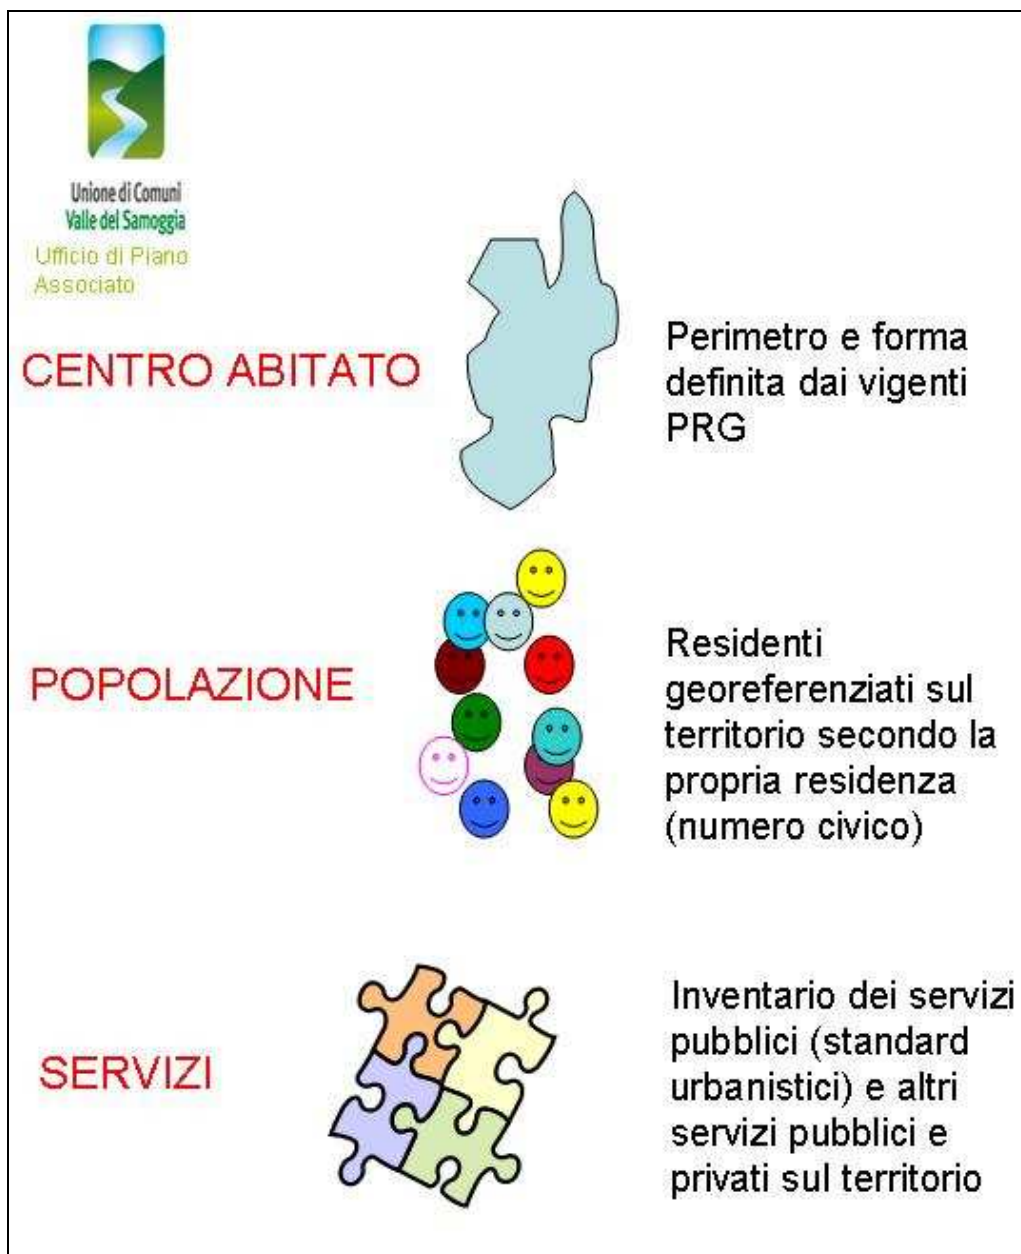 Unione di Comuni
Valle del Samoggia
Ufficio di Piano
Associato
CENTRO ABITATO
Perimetro e forma
definita dai vigenti
PRG
POPOLAZIONE
Residenti
georeferenziati sul
territorio secondo la
propria residenza
(numero civico)
SERVIZI
Inventario dei servizi
pubblici (standard
urbanistici) e altri
servizi pubblici e
privati sul territorio